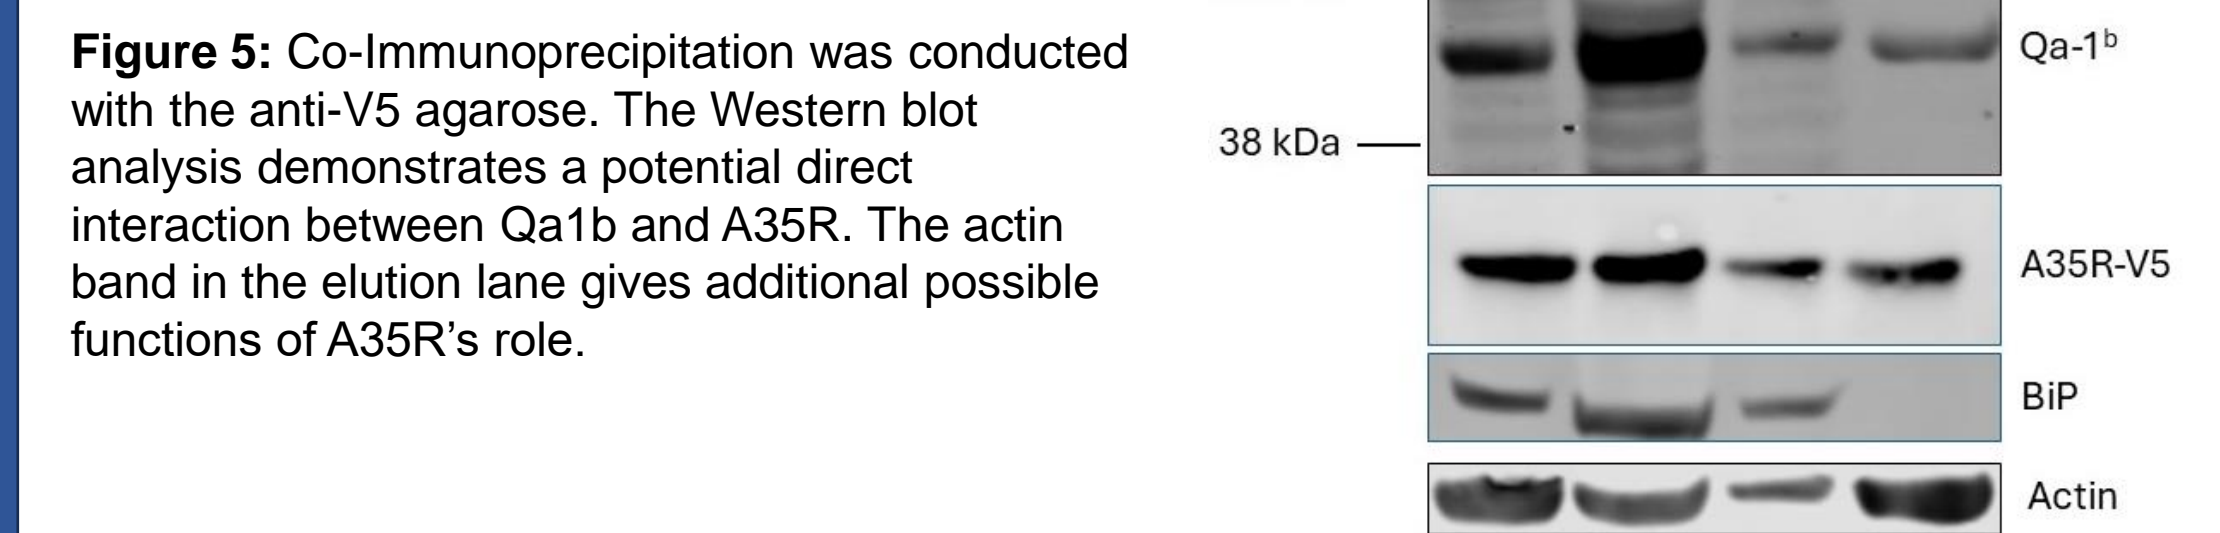 Figure 5: Co-Immunoprecipitation was conducted
with the anti-V5 agarose. The Western blot
analysis demonstrates a potential direct
interaction between Qa1b and A35R. The actin
band in the elution lane gives additional possible
functions of A35R’s role.
Qa-1ᵇ
38 kDa
A35R-V5
BiP
Actin